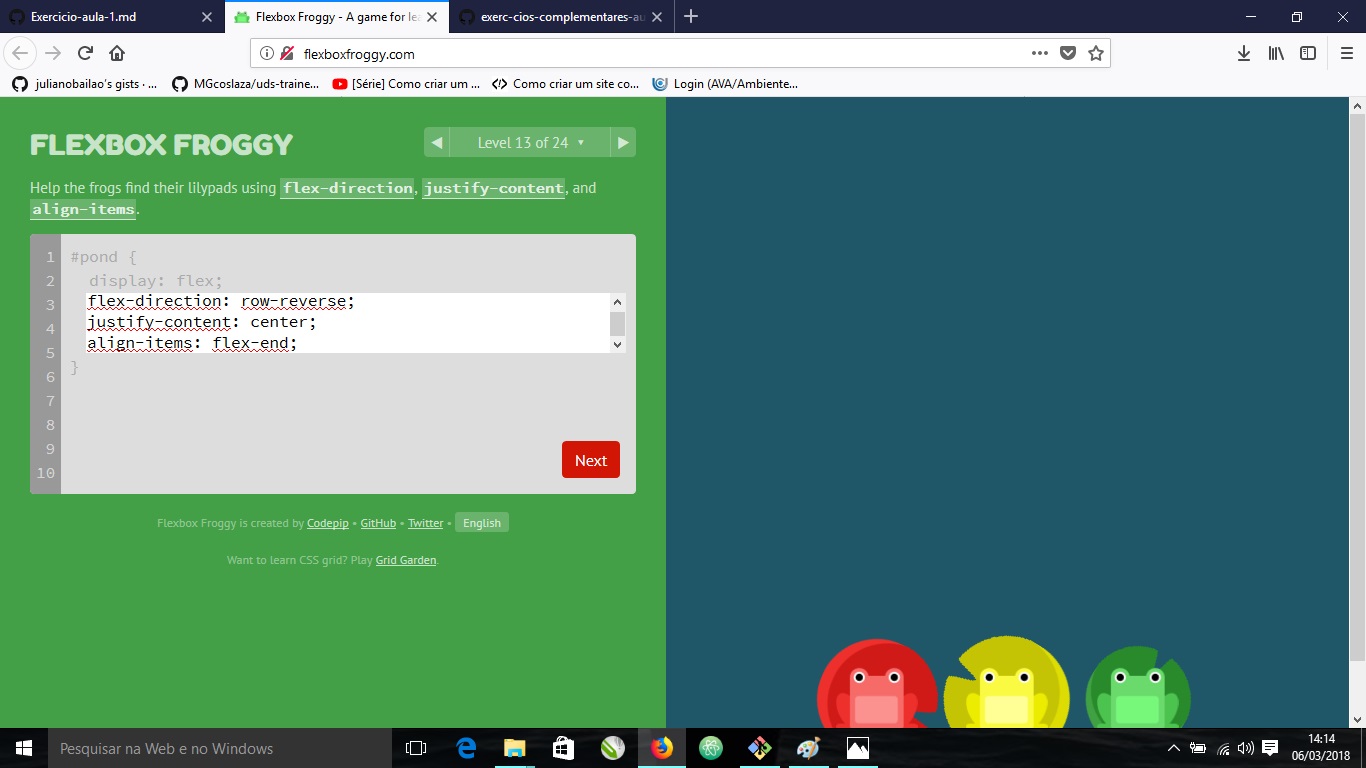 Exercicio-aula-1.md
Flexbox Froggy - A game for lea
exerc-cios-complementares-au
flexboxfroggy.com
julianobailao's gists · ...
MGcoslaza/uds-traine...
[Série] Como criar um ...
Como criar um site co...
Login (AVA/Ambiente...
FLEXBOX FROGGY
Level 13 of 24
Help the frogs find their lilypads using flex-direction, justify-content, and
align-items.
1 #pond {
2 display: flex;
3 flex-direction: row-reverse;
4 justify-content: center;
5 align-items: flex-end;
6 }
7
8
9
10
Next
Flexbox Froggy is created by Codepip • GitHub • Twitter • English
Want to learn CSS grid? Play Grid Garden.
Pesquisar na Web e no Windows
14:14
06/03/2018